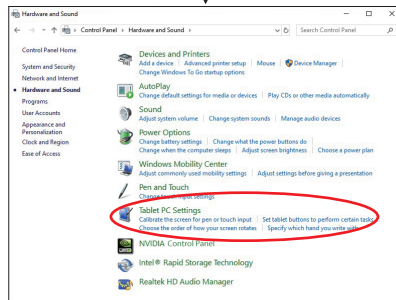 Hardware and Sound
Control Panel > Hardware and Sound >
Search Control Panel
Control Panel Home
System and Security
Network and Internet
Hardware and Sound
Programs
User Accounts
Appearance and
Personalization
Clock and Region
Ease of Access
Devices and Printers
Add a device | Advanced printer setup | Mouse | Device Manager |
Change Windows To Go startup options
AutoPlay
Change default settings for media or devices | Play CDs or other media automatically
Sound
Adjust system volume | Change system sounds | Manage audio devices
Power Options
Change battery settings | Change what the power buttons do |
Change when the computer sleeps | Adjust screen brightness | Choose a power plan
Windows Mobility Center
Adjust commonly used mobility settings | Adjust settings before giving a presentation
Pen and Touch
Change touch input settings
Tablet PC Settings
Calibrate the screen for pen or touch input | Set tablet buttons to perform certain tasks
Choose the order of how your screen rotates | Specify which hand you write with
NVIDIA Control Panel
Intel® Rapid Storage Technology
Realtek HD Audio Manager